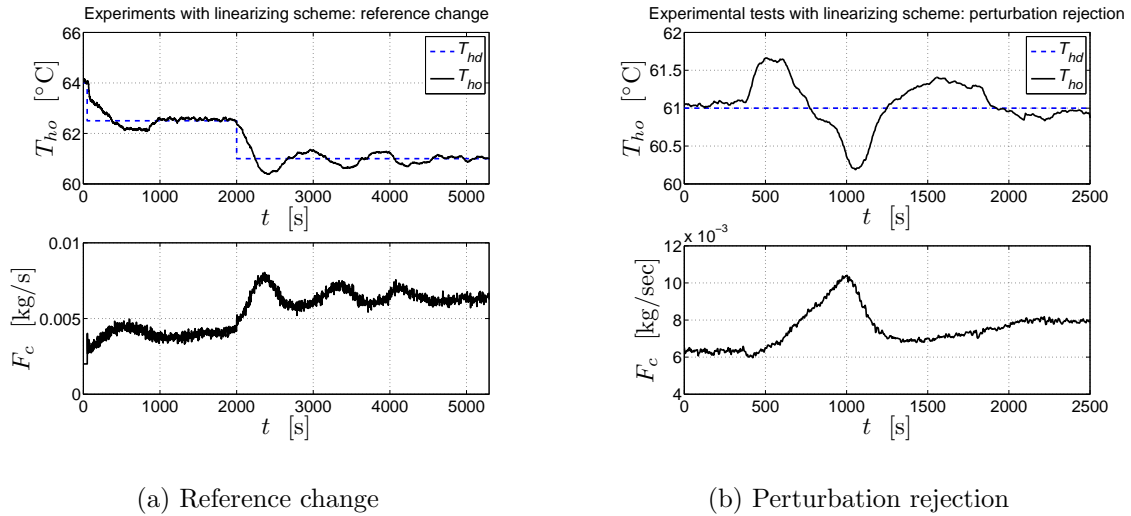 Experiments with linearizing scheme: reference change
66
64
62
60
T_ho [°C]
T_hd
T_ho
0 1000 2000 3000 4000 5000
t [s]
0.01
0.005
0
F_c [kg/s]
0 1000 2000 3000 4000 5000
t [s]
(a) Reference change
Experimental tests with linearizing scheme: perturbation rejection
62
61.5
61
60.5
60
T_ho [°C]
T_hd
T_ho
0 500 1000 1500 2000 2500
t [s]
x 10^-3
12
10
8
6
4
F_c [kg/sec]
0 500 1000 1500 2000 2500
t [s]
(b) Perturbation rejection